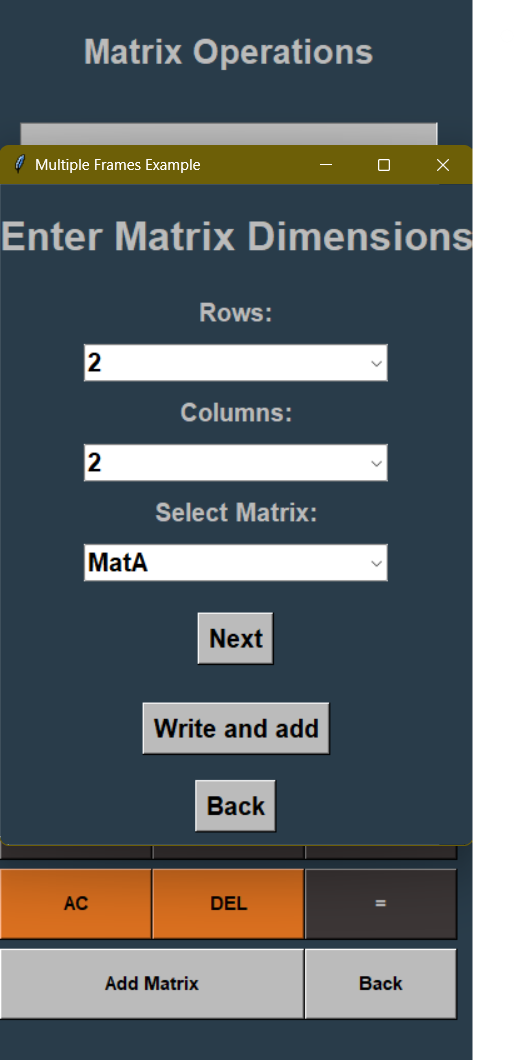 Matrix Operations
Multiple Frames Example
Enter Matrix Dimensions
Rows:
2
Columns:
2
Select Matrix:
MatA
Next
Write and add
Back
AC DEL =
Add Matrix Back